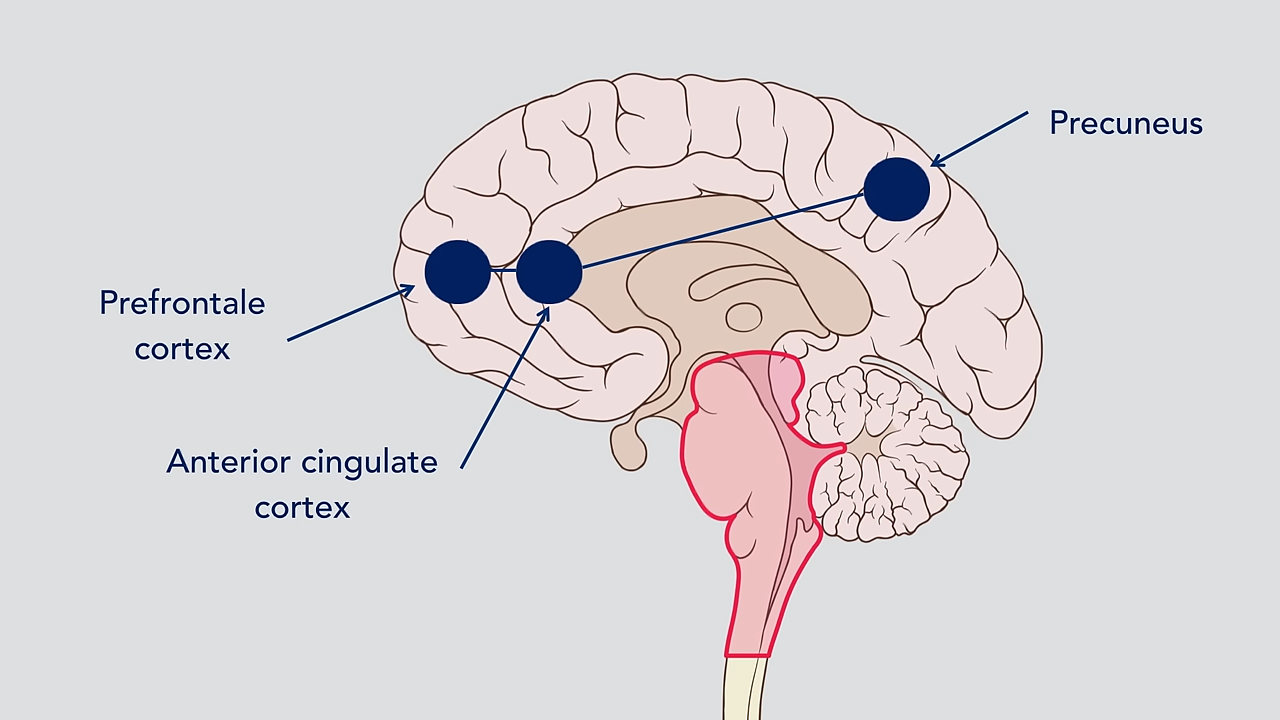 Precuneus
Prefrontale
cortex
Anterior cingulate
cortex